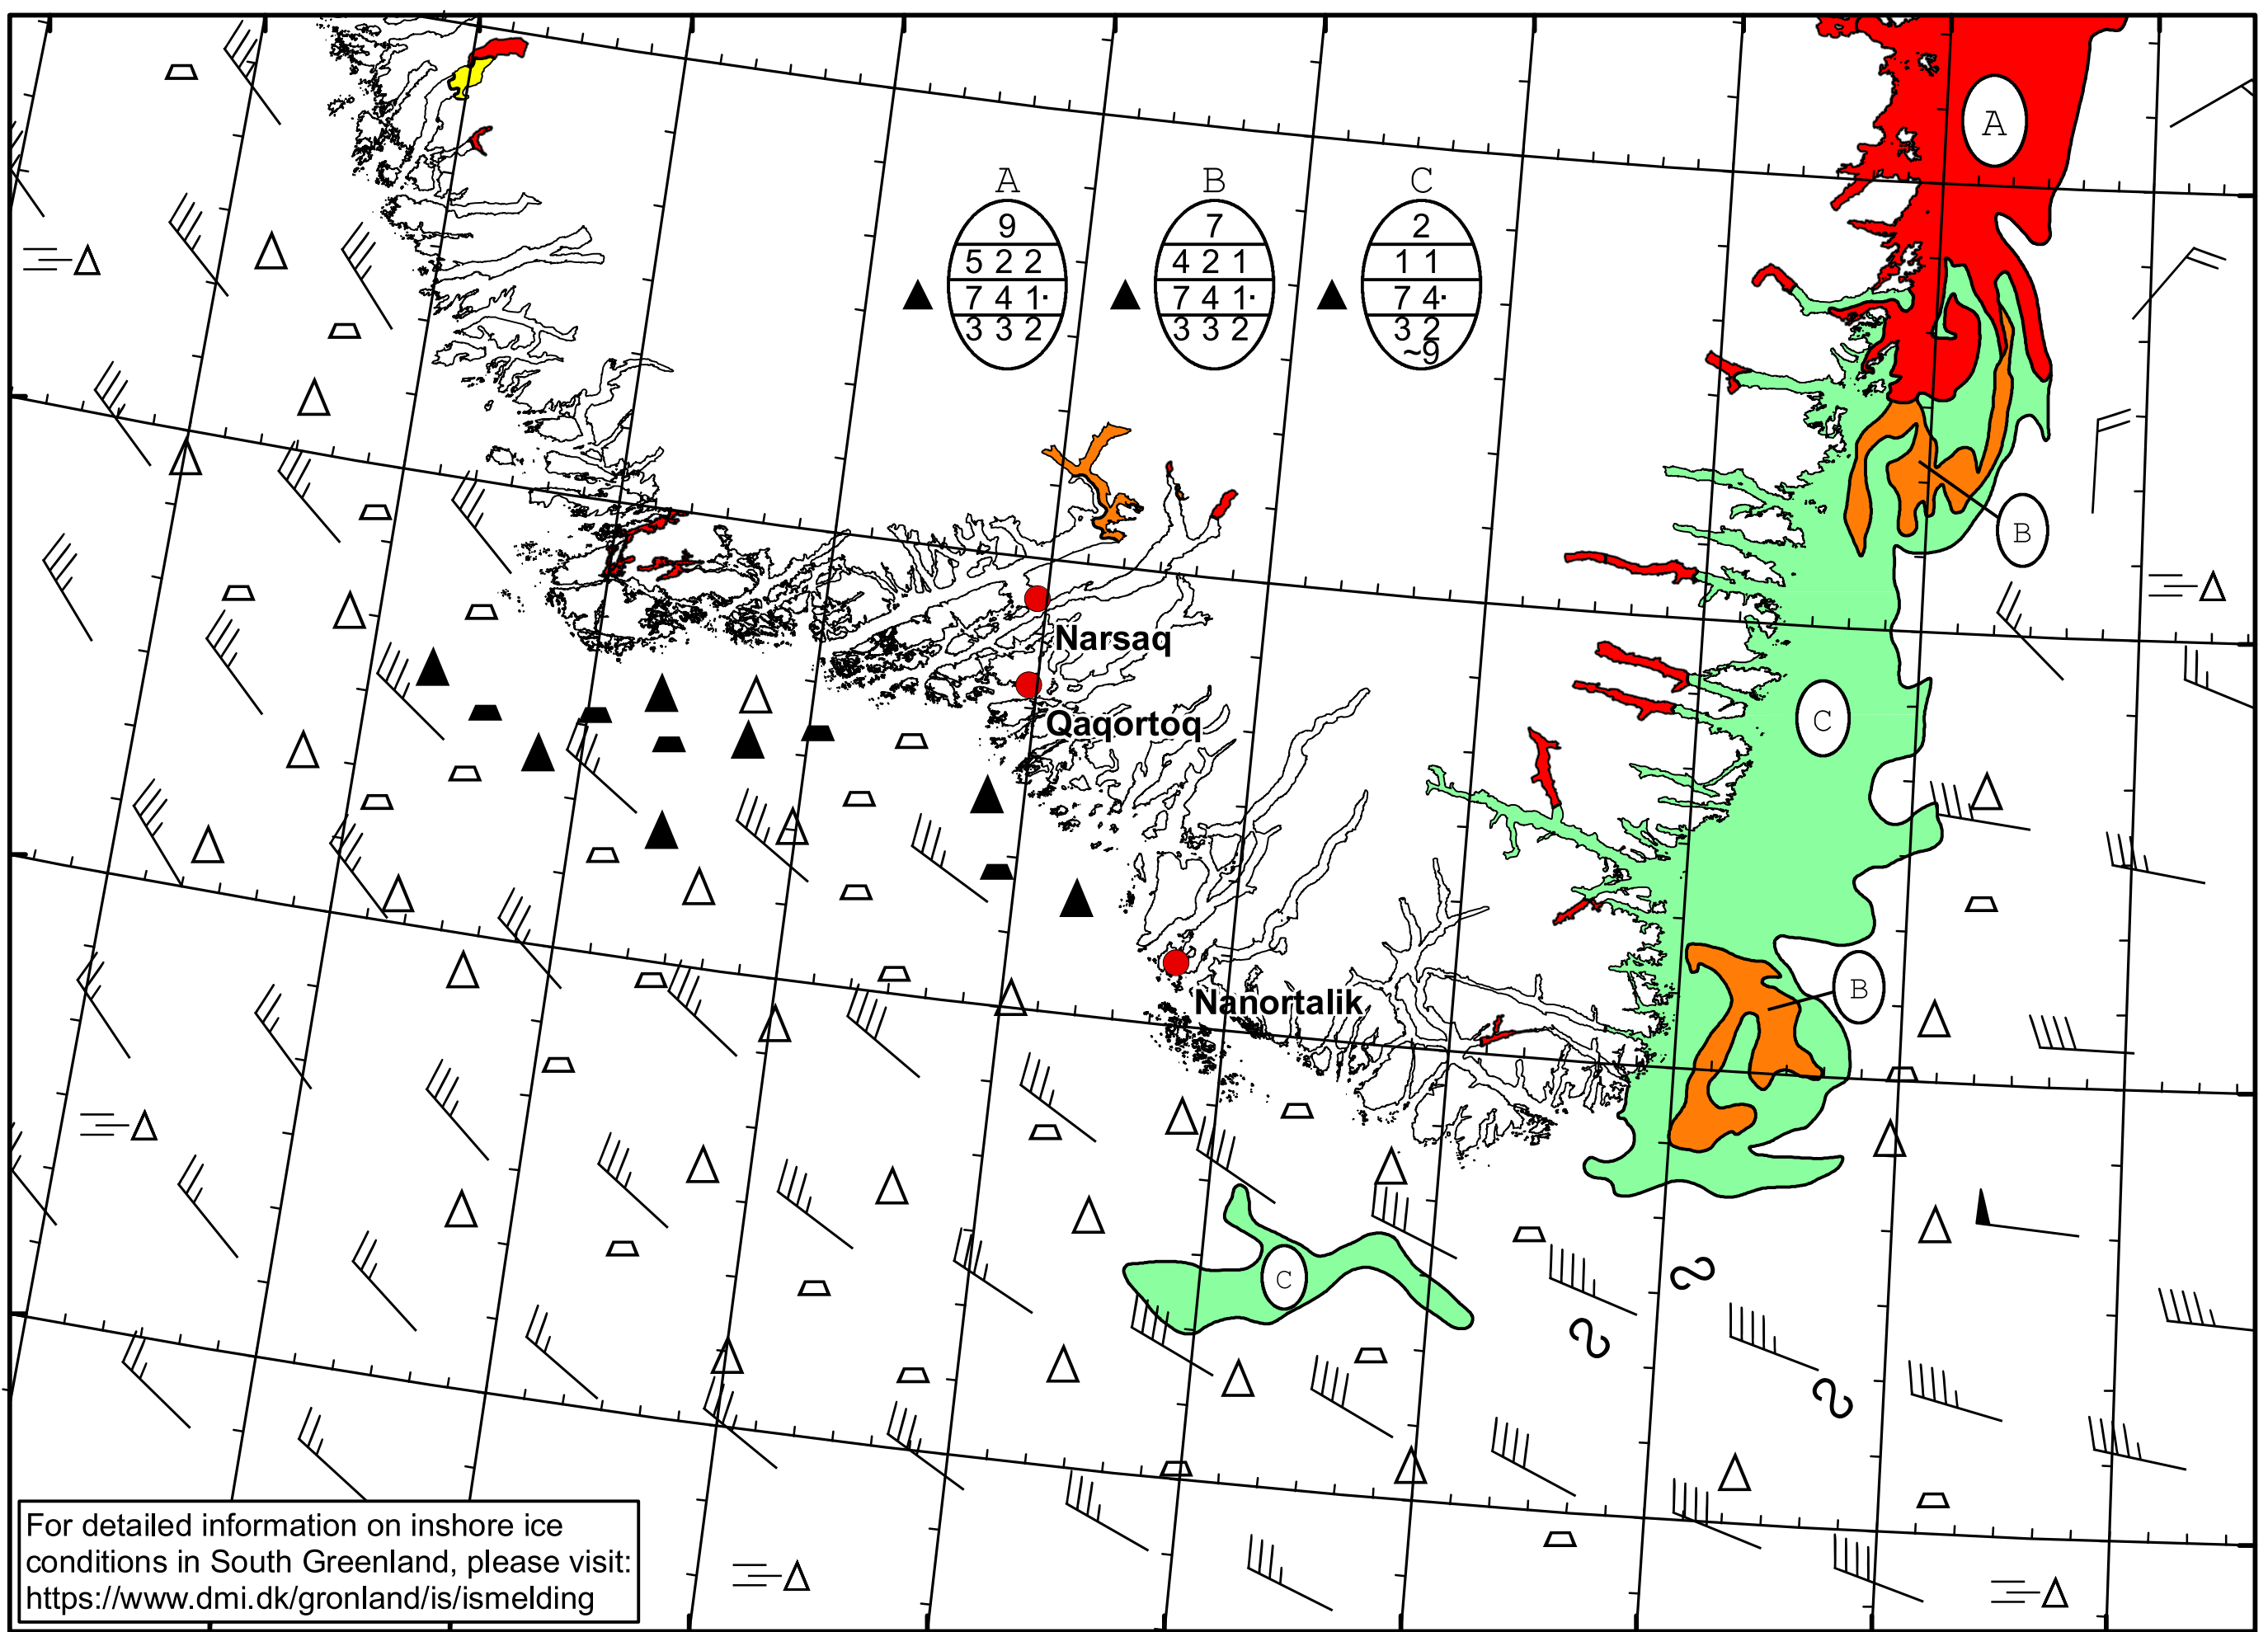 A
A B C
9 7 2
5 2 2 4 2 1 1 1
7 4 1· 7 4 1· 7 4·
3 3 2 3 3 2 3 2
~9
B
Narsaq
C
Qaqortoq
B
Nanortalik
C
For detailed information on inshore ice
conditions in South Greenland, please visit:
https://www.dmi.dk/gronland/is/ismelding